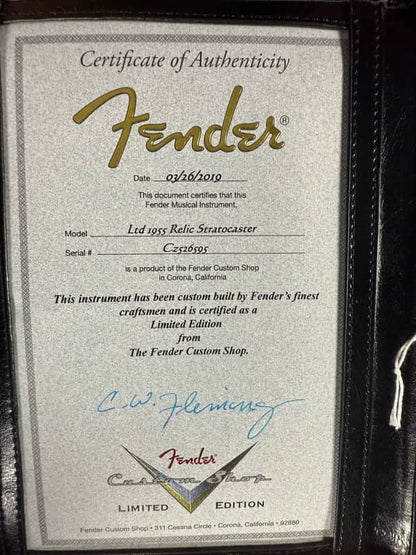 Certificate of Authenticity
Fender®
Date 03/26/2019
This document certifies that this
Fender Musical Instrument,
Model Ltd 1955 Relic Stratocaster
Serial # Cz526595
is a product of the Fender Custom Shop
in Corona, California
This instrument has been custom built by Fender's finest
craftsmen and is certified as a
Limited Edition
from
The Fender Custom Shop.
C.W. Fleming
Fender
Custom Shop
LIMITED EDITION
Fender Custom Shop • 311 Cessna Circle • Corona, California • 92880